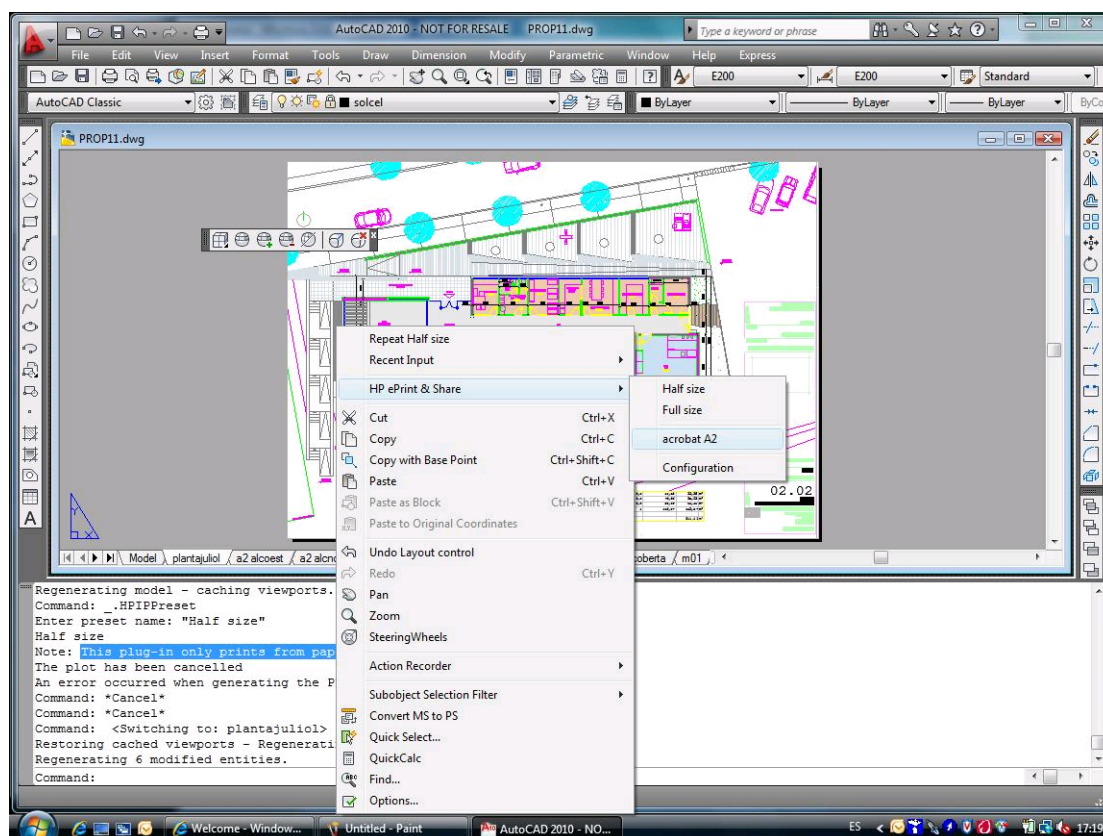 AutoCAD 2010 - NOT FOR RESALE PROP11.dwg
Type a keyword or phrase
File Edit View Insert Format Tools Draw Dimension Modify Parametric Window Help Express
E200 E200 Standard
AutoCAD Classic solcel ByLayer ByLayer ByLayer ByCo
PROP11.dwg
Repeat Half size
Recent Input
HP ePrint & Share
Cut Ctrl+X
Copy Ctrl+C
Copy with Base Point Ctrl+Shift+C
Paste Ctrl+V
Paste as Block Ctrl+Shift+V
Paste to Original Coordinates
Undo Layout control
Redo Ctrl+Y
Pan
Zoom
SteeringWheels
Action Recorder
Subobject Selection Filter
Convert MS to PS
Quick Select...
QuickCalc
Find...
Options...
Half size
Full size
acrobat A2
Configuration
02.02
Model plantajuliol a2 alcoest a2 alcno oberta m01
Regenerating model - caching viewports.
Command: _.HPIPPreset
Enter preset name: "Half size"
Half size
Note: This plug-in only prints from pap
The plot has been cancelled
An error occurred when generating the P
Command: *Cancel*
Command: *Cancel*
Command: <Switching to: plantajuliol>
Restoring cached viewports - Regenerati
Regenerating 6 modified entities.
Command:
Welcome - Window... Untitled - Paint AutoCAD 2010 - NO... ES 17:19